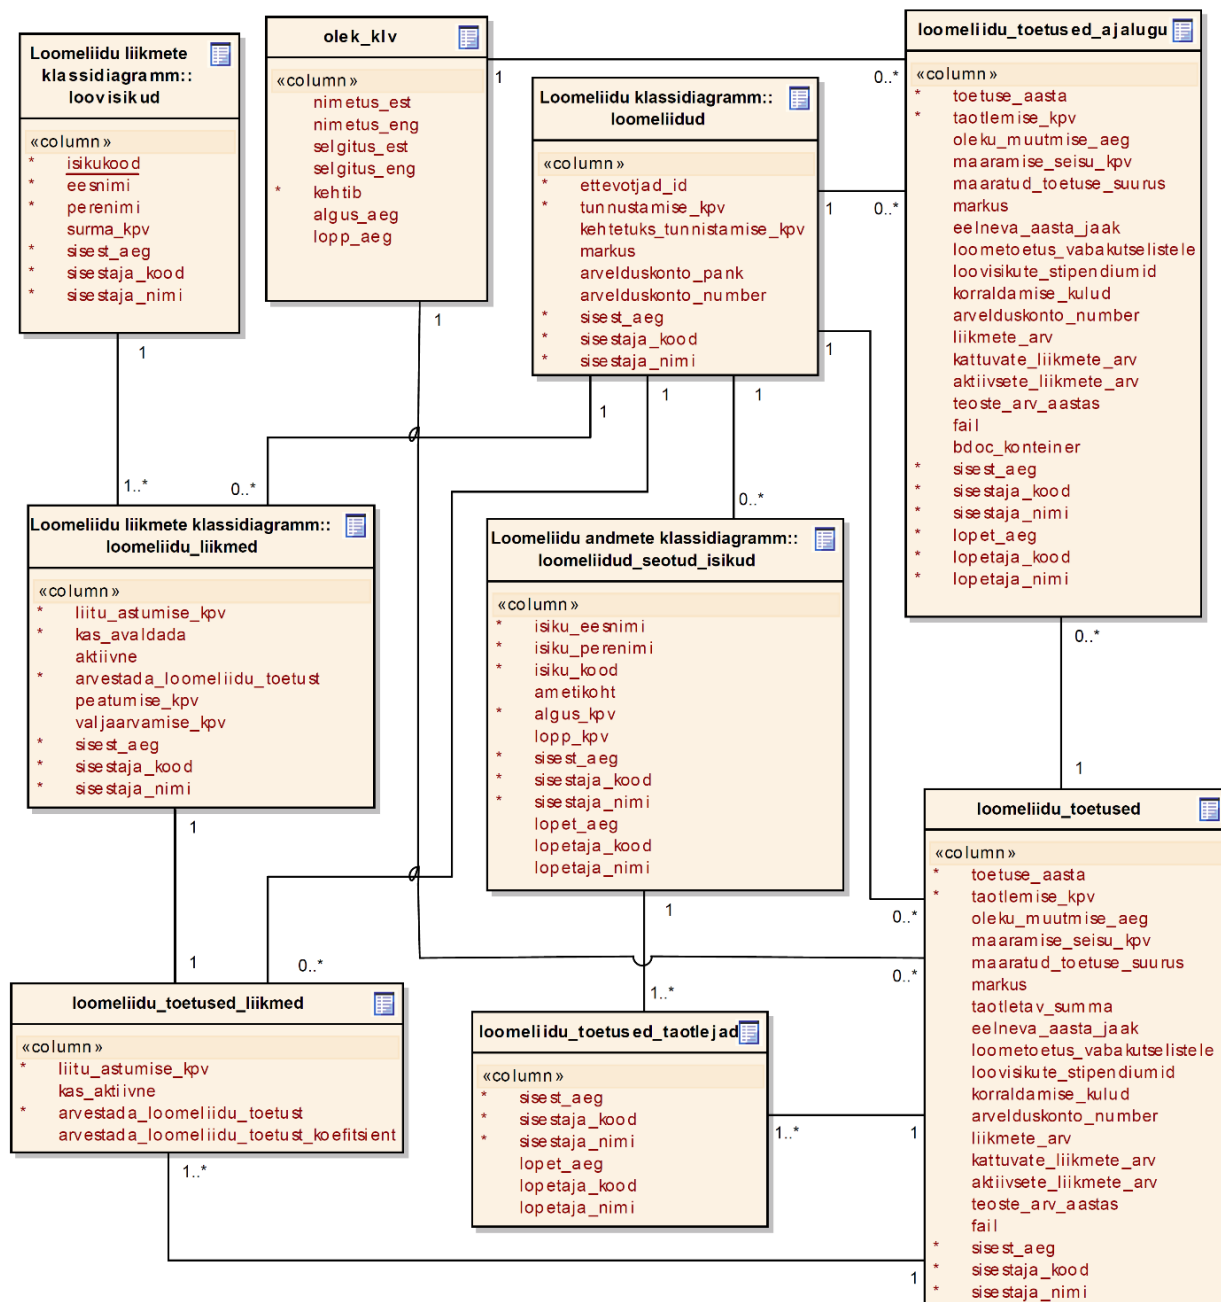 Loomeliidu liikmete
klassidiagramm::
loovisikud
«column»
* isikukood
* eesnimi
* perenimi
surma_kpv
* sisest_aeg
* sisestaja_kood
* sisestaja_nimi
olek_klv
«column»
nimetus_est
nimetus_eng
selgitus_est
selgitus_eng
* kehtib
algus_aeg
lopp_aeg
Loomeliidu klassidiagramm::
loomeliidud
«column»
* ettevotjad_id
* tunnustamise_kpv
kehtetuks_tunnistamise_kpv
markus
arvelduskonto_pank
arvelduskonto_number
* sisest_aeg
* sisestaja_kood
* sisestaja_nimi
loomeliidu_toetused_ajalugu
«column»
* toetuse_aasta
* taotlemise_kpv
oleku_muutmise_aeg
maaramise_seisu_kpv
maaratud_toetuse_suurus
markus
eelneva_aasta_jaak
loometoetus_vabakutselistele
loovisikute_stipendiumid
korraldamise_kulud
arvelduskonto_number
liikmete_arv
kattuvate_liikmete_arv
aktiivsete_liikmete_arv
teoste_arv_aastas
fail
bdoc_konteiner
* sisest_aeg
* sisestaja_kood
* sisestaja_nimi
* lopet_aeg
* lopetaja_kood
* lopetaja_nimi
1
0..*
1
0..*
1
1
1
1
1
1
1..*
0..*
0..*
0..*
1
Loomeliidu liikmete klassidiagramm::
loomeliidu_liikmed
«column»
* liitu_astumise_kpv
* kas_avaldada
aktiivne
* arvestada_loomeliidu_toetust
peatumise_kpv
valjaarvamise_kpv
* sisest_aeg
* sisestaja_kood
* sisestaja_nimi
Loomeliidu andmete klassidiagramm::
loomeliidud_seotud_isikud
«column»
* isiku_eesnimi
* isiku_perenimi
* isiku_kood
ametikoht
* algus_kpv
lopp_kpv
* sisest_aeg
* sisestaja_kood
* sisestaja_nimi
lopet_aeg
lopetaja_kood
lopetaja_nimi
loomeliidu_toetused
«column»
* toetuse_aasta
* taotlemise_kpv
oleku_muutmise_aeg
maaramise_seisu_kpv
maaratud_toetuse_suurus
markus
taotletav_summa
eelneva_aasta_jaak
loometoetus_vabakutselistele
loovisikute_stipendiumid
korraldamise_kulud
arvelduskonto_number
liikmete_arv
kattuvate_liikmete_arv
aktiivsete_liikmete_arv
teoste_arv_aastas
fail
* sisest_aeg
* sisestaja_kood
* sisestaja_nimi
1
1
0..*
1
1..*
0..*
0..*
loomeliidu_toetused_liikmed
«column»
* liitu_astumise_kpv
kas_aktiivne
* arvestada_loomeliidu_toetust
arvestada_loomeliidu_toetust_koefitsient
loomeliidu_toetused_taotlejad
«column»
* sisest_aeg
* sisestaja_kood
* sisestaja_nimi
lopet_aeg
lopetaja_kood
lopetaja_nimi
1..*
1
1..*
1